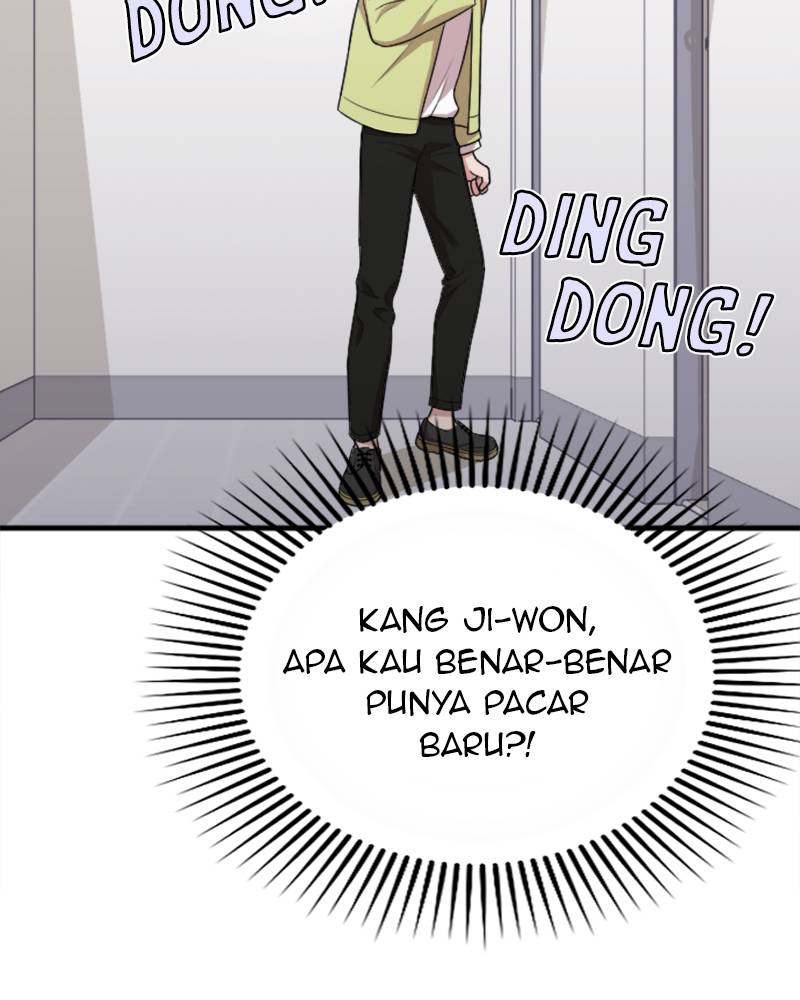 DONG!
DING
DONG!
KANG JI-WON,
APA KAU BENAR-BENAR
PUNYA PACAR
BARU?!